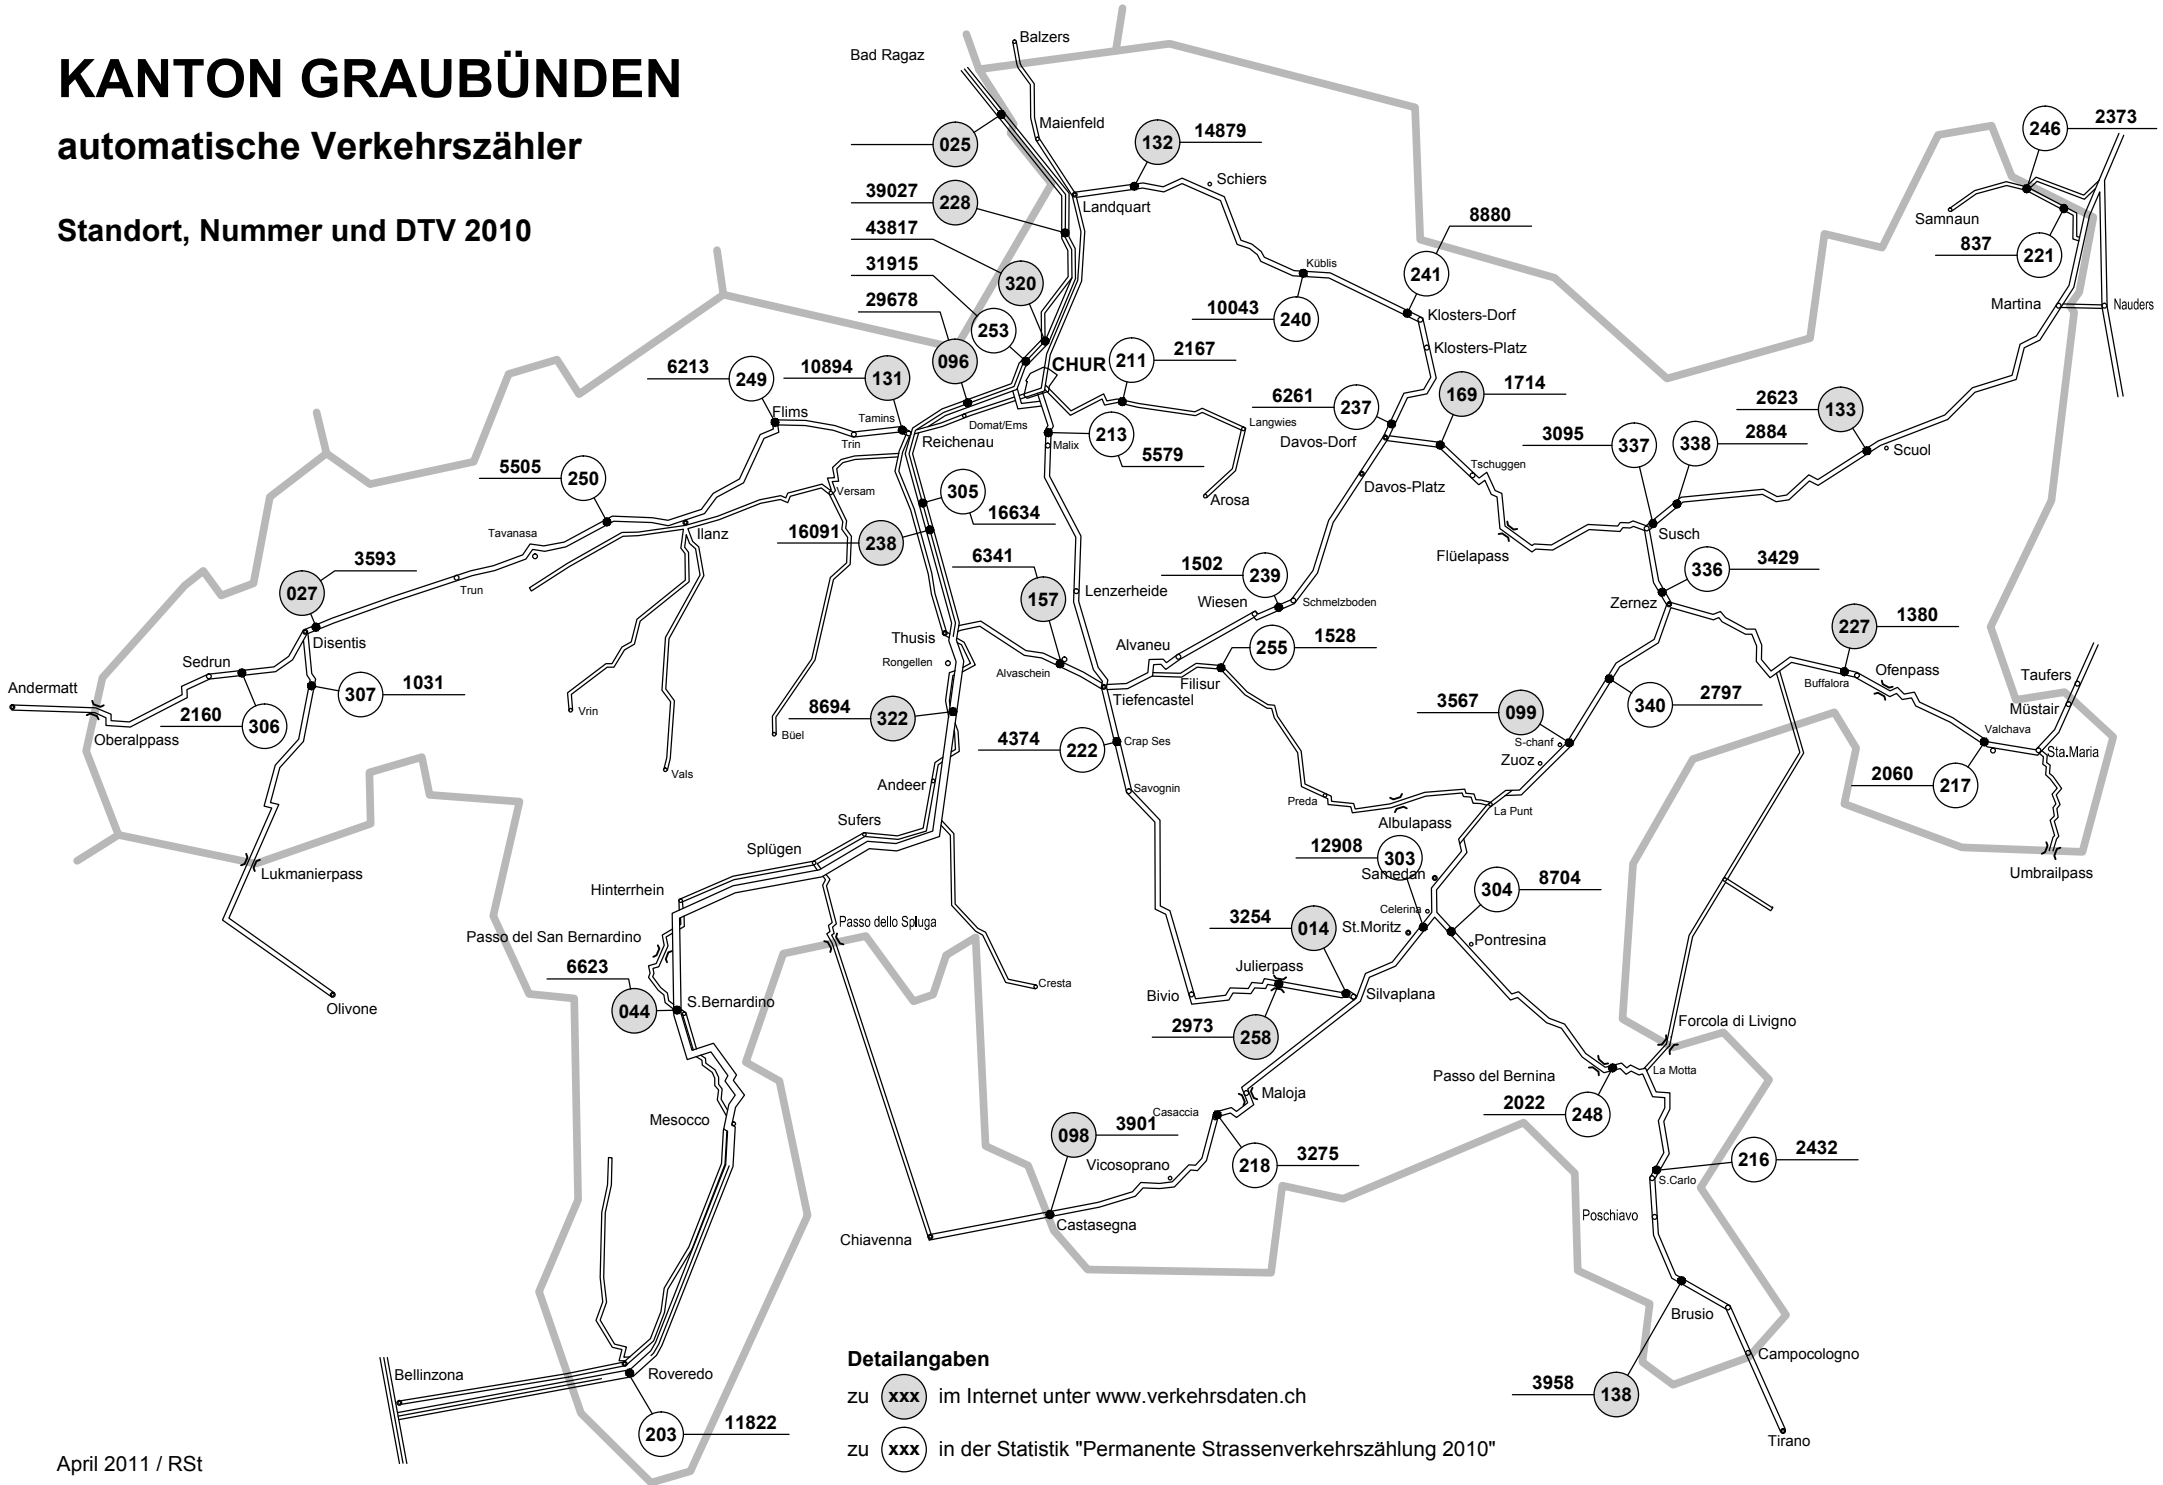 KANTON GRAUBÜNDEN
automatische Verkehrszähler
Standort, Nummer und DTV 2010
Bad Ragaz
Balzers
Maienfeld
025
132
14879
Schiers
39027
228
Landquart
43817
320
31915
253
29678
096
CHUR
211
2167
8880
241
Küblis
10043
240
Klosters-Dorf
Klosters-Platz
246
2373
Samnaun
837
221
Martina
Nauders
6213
249
10894
131
Flims
Tamins
Trin
Reichenau
Domat/Ems
Malix
213
5579
Langwies
Arosa
6261
237
Davos-Dorf
169
1714
Davos-Platz
Tschuggen
Flüelapass
3095
337
338
2884
2623
133
Scuol
Susch
5505
250
Tavanasa
Ilanz
Versam
305
16634
16091
238
6341
157
Lenzerheide
1502
239
Wiesen
Schmelzboden
336
3429
Zernez
3593
027
Trun
Disentis
Sedrun
Andermatt
Oberalppass
2160
306
307
1031
Vrin
Vals
Büel
Thusis
Rongellen
Alvaschein
Alvaneu
255
1528
Filisur
Tiefencastel
227
1380
Buffalora
Ofenpass
Taufers
Müstair
Valchava
Sta.Maria
2060
217
Umbrailpass
8694
322
4374
222
Crap Ses
Savognin
3567
099
340
2797
S-chanf
Zuoz
La Punt
Andeer
Sufers
Splügen
Preda
Albulapass
12908
303
Samedan
Celerina
304
8704
Lukmanierpass
Hinterrhein
Passo dello Spluga
3254
014
St.Moritz
Pontresina
Passo del San Bernardino
6623
044
S.Bernardino
Olivone
Cresta
Bivio
Julierpass
Silvaplana
2973
258
Forcola di Livigno
La Motta
Passo del Bernina
2022
248
Maloja
Casaccia
Mesocco
098
3901
Vicosoprano
218
3275
216
2432
S.Carlo
Poschiavo
Castasegna
Chiavenna
Brusio
Campocologno
3958
138
Tirano
Bellinzona
Roveredo
203
11822
Detailangaben
zu xxx im Internet unter www.verkehrsdaten.ch
zu xxx in der Statistik "Permanente Strassenverkehrszählung 2010"
April 2011 / RSt